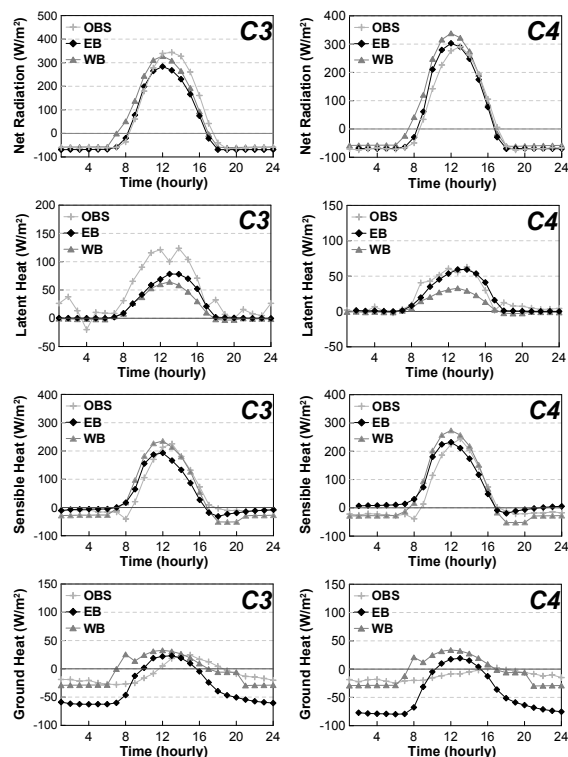 500
400
300
200
100
0
-100
Net Radiation (W/m²)
OBS
EB
WB
C3
4 8 12 16 20 24
Time (hourly)
400
300
200
100
0
-100
Net Radiation (W/m²)
OBS
EB
WB
C4
4 8 12 16 20 24
Time (hourly)
200
150
100
50
0
-50
Latent Heat (W/m²)
OBS
EB
WB
C3
4 8 12 16 20 24
Time (hourly)
150
100
50
0
-50
Latent Heat (W/m²)
OBS
EB
WB
C4
4 8 12 16 20 24
Time (hourly)
400
300
200
100
0
-100
Sensible Heat (W/m²)
OBS
EB
WB
C3
4 8 12 16 20 24
Time (hourly)
400
300
200
100
0
-100
Sensible Heat (W/m²)
OBS
EB
WB
C4
4 8 12 16 20 24
Time (hourly)
150
100
50
0
-50
-100
Ground Heat (W/m²)
OBS
EB
WB
C3
4 8 12 16 20 24
Time (hourly)
150
100
50
0
-50
-100
Ground Heat (W/m²)
OBS
EB
WB
C4
4 8 12 16 20 24
Time (hourly)